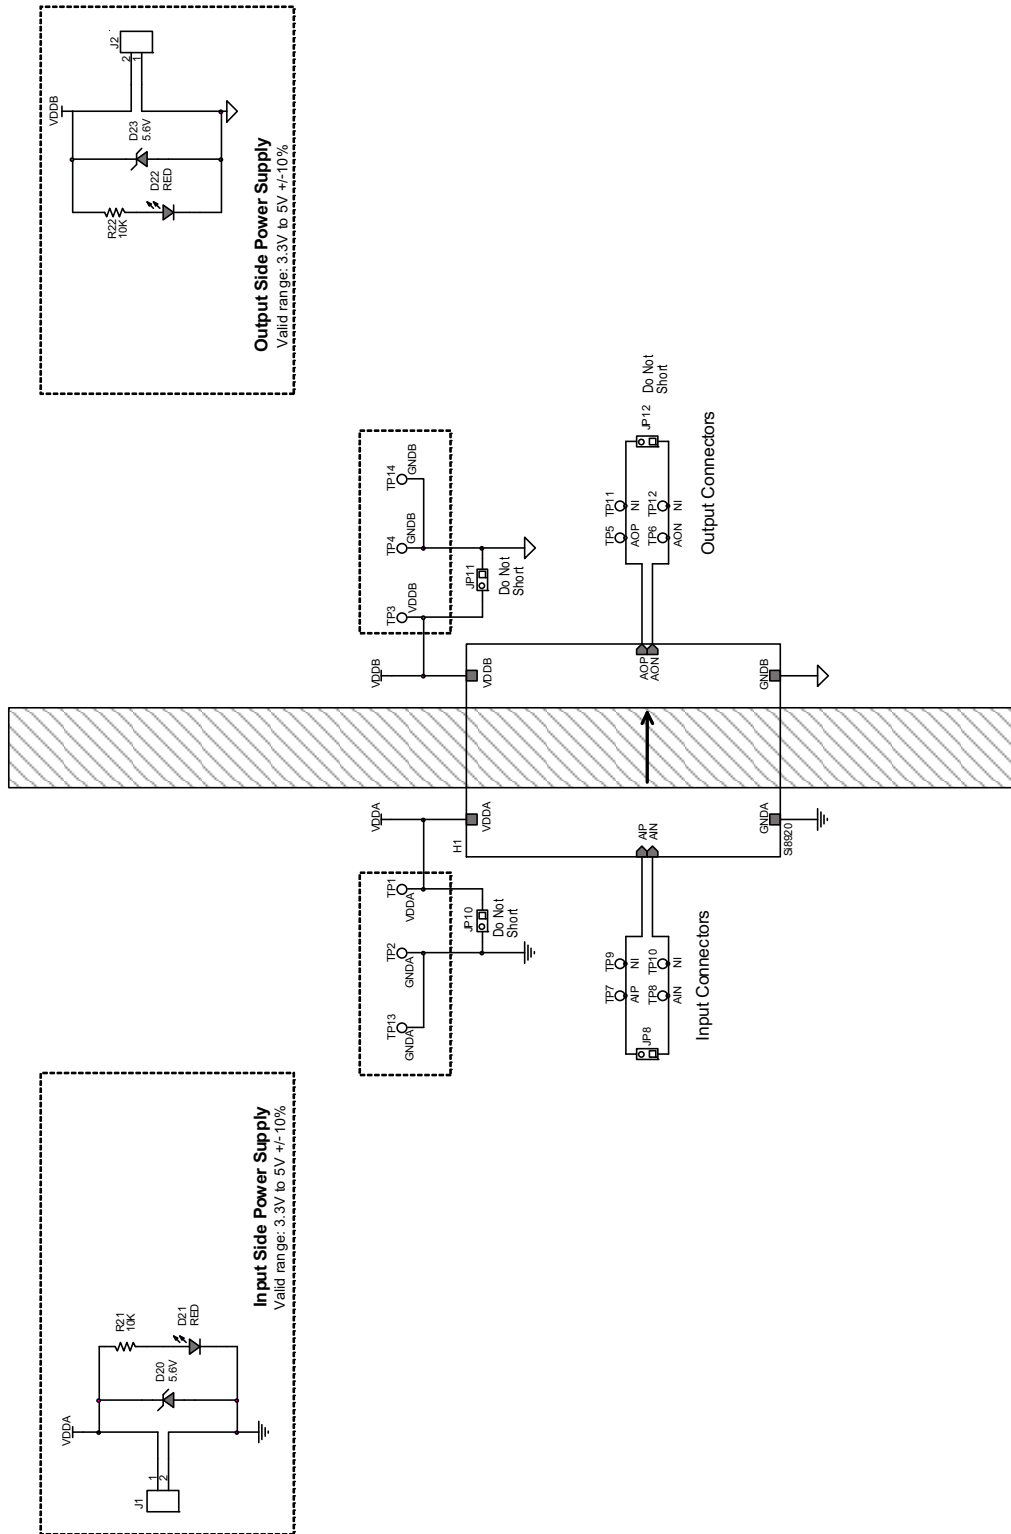 Input Side Power Supply
Valid range: 3.3V to 5V +/-10%
VDDA
J1
1
2
D20
5.6V
R21
10K
D21
RED
Output Side Power Supply
Valid range: 3.3V to 5V +/-10%
VDDB
R22
10K
D22
RED
D23
5.6V
J2
2
1
TP13
GNDA
TP2
GNDA
TP1
VDDA
JP10
Do Not
Short
VDDA
VDDB
TP3
VDDB
TP4
GNDB
TP14
GNDB
JP11
Do Not
Short
H1
VDDA
VDDB
AIP
AIN
AOP
AON
GNDA
GNDB
Si8920
JP8
TP7
AIP
TP9
NI
TP8
AIN
TP10
NI
Input Connectors
TP5
AOP
TP11
NI
TP6
AON
TP12
NI
JP12
Do Not
Short
Output Connectors